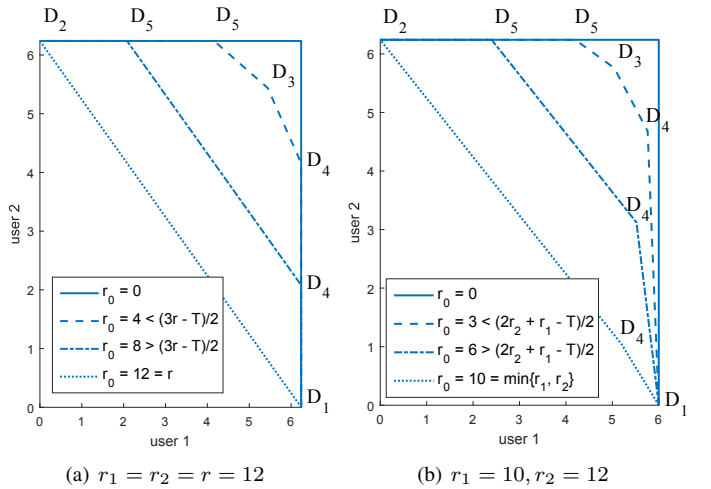 D₂ D₅ D₅
D₃
D₄
D₄
D₁
6
5
4
3
2
1
0
user 2
r₀ = 0
r₀ = 4 < (3r - T)/2
r₀ = 8 > (3r - T)/2
r₀ = 12 = r
0 1 2 3 4 5 6
user 1
(a) r₁ = r₂ = r = 12
D₂ D₅ D₅
D₃
D₄
D₄
D₄
D₁
6
5
4
3
2
1
0
user 2
r₀ = 0
r₀ = 3 < (2r₂ + r₁ - T)/2
r₀ = 6 > (2r₂ + r₁ - T)/2
r₀ = 10 = min{r₁, r₂}
0 1 2 3 4 5 6
user 1
(b) r₁ = 10, r₂ = 12